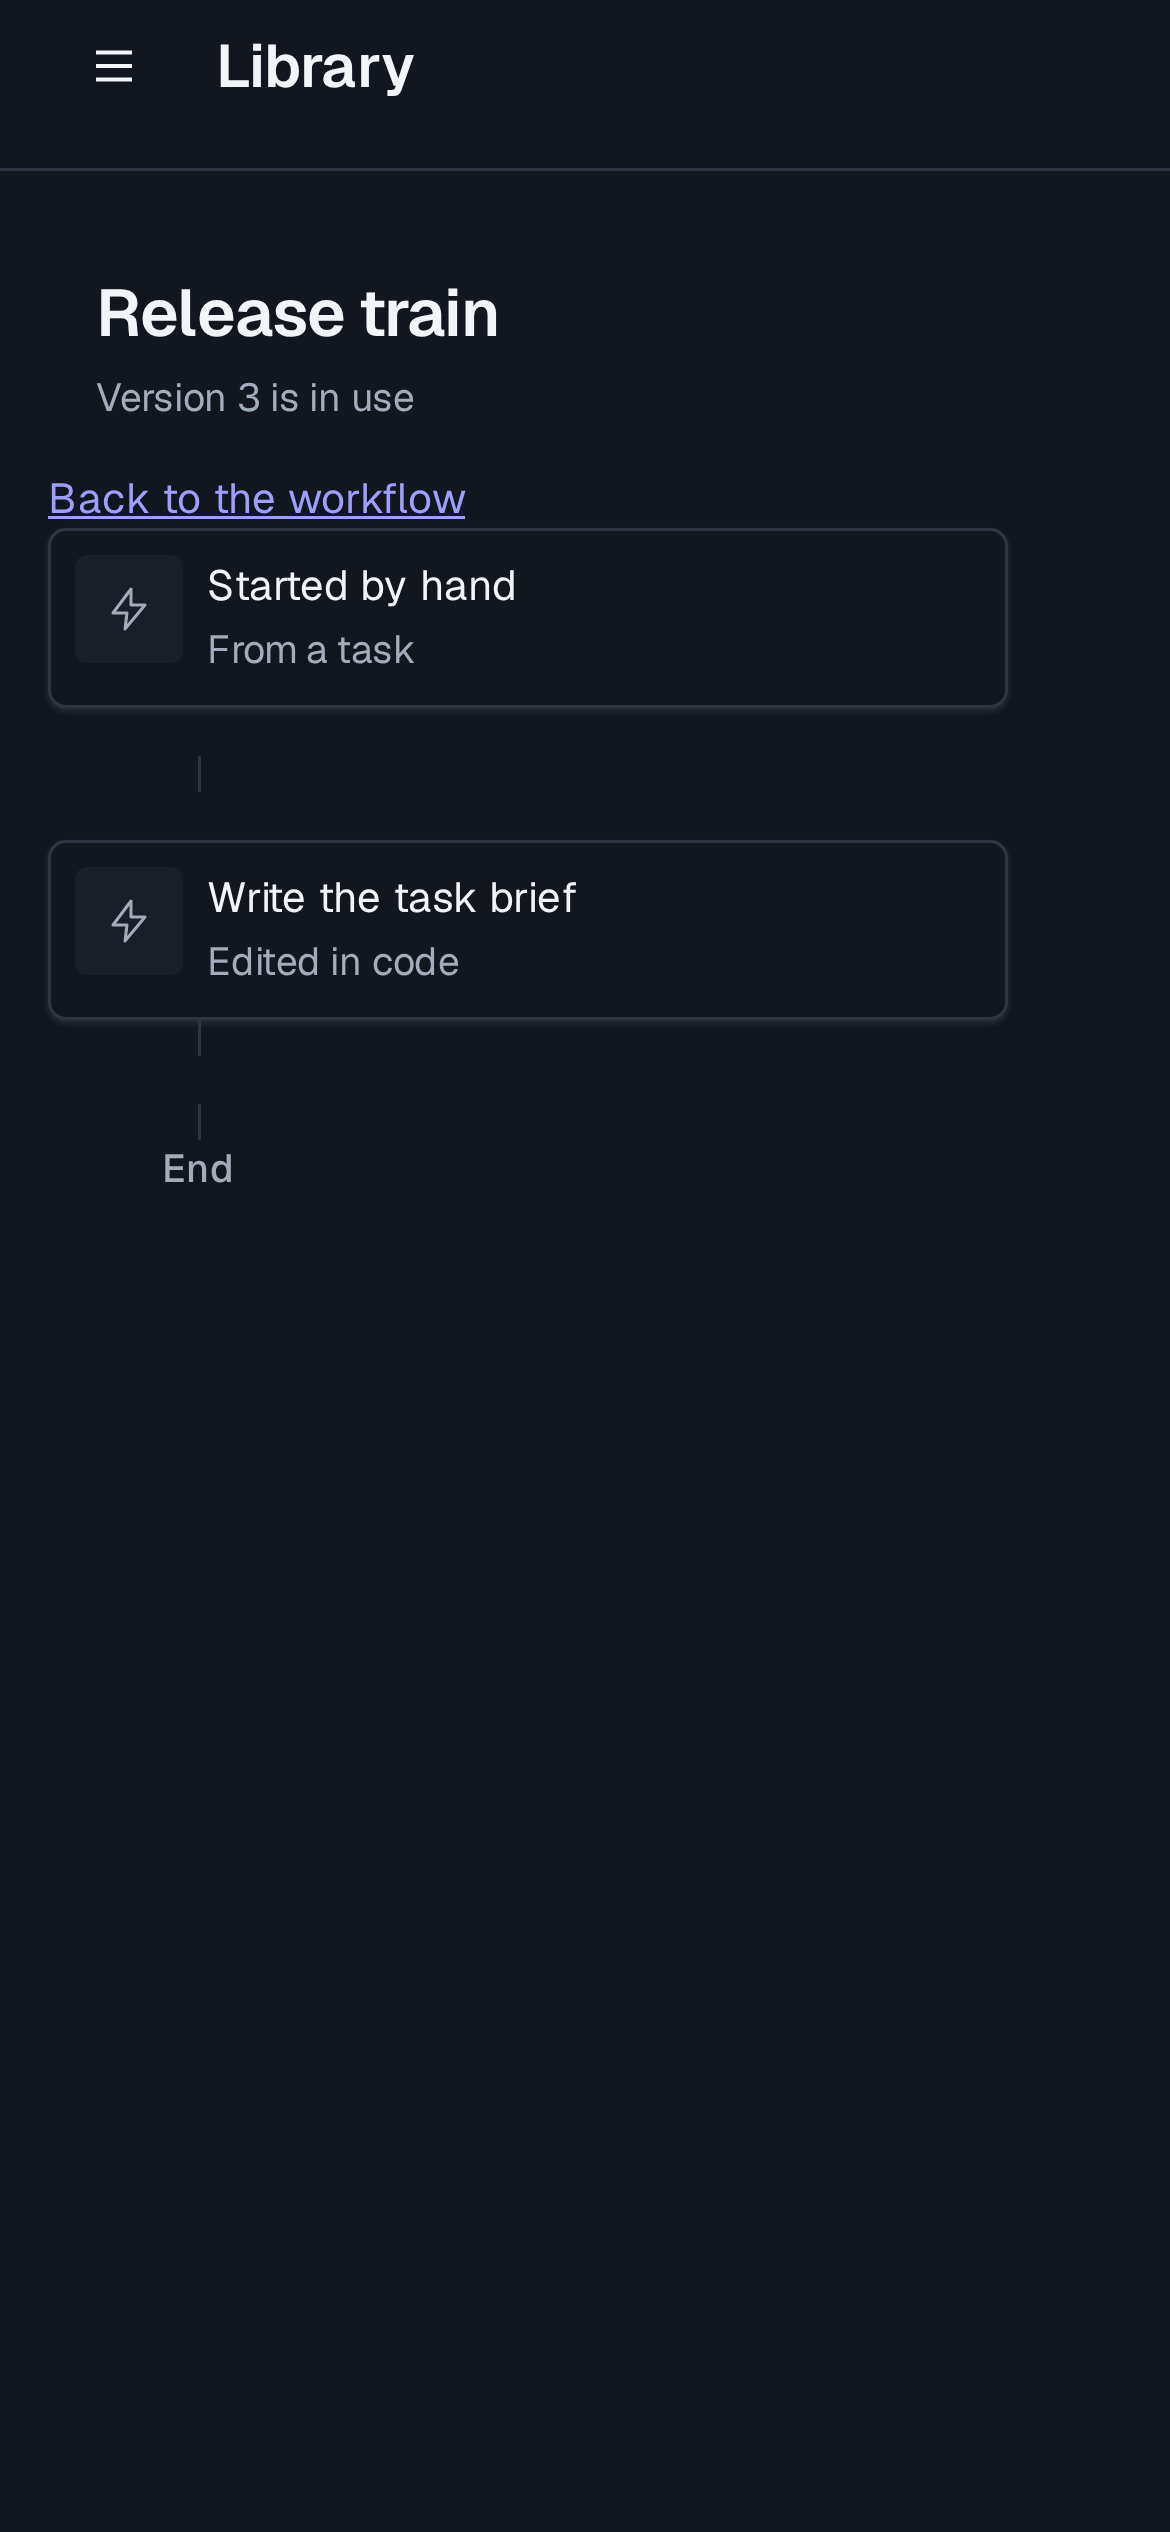 Library
Release train
Version 3 is in use
Back to the workflow
Started by hand
From a task
Write the task brief
Edited in code
End